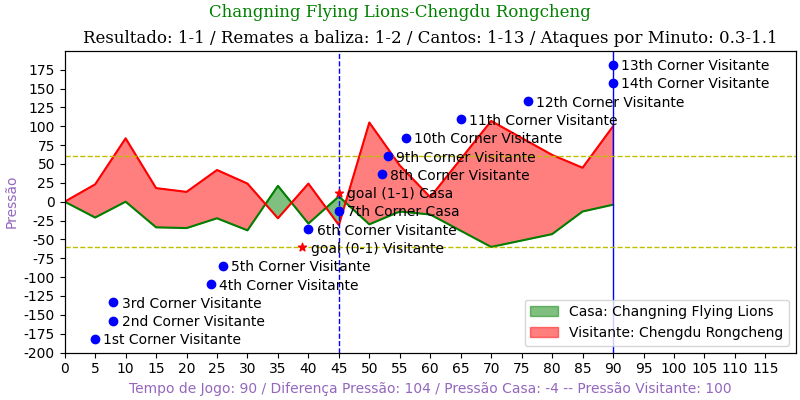 Changning Flying Lions-Chengdu Rongcheng
Resultado: 1-1 / Remates a baliza: 1-2 / Cantos: 1-13 / Ataques por Minuto: 0.3-1.1
Pressão
175
150
125
100
75
50
25
0
-25
-50
-75
-100
-125
-150
-175
-200
13th Corner Visitante
14th Corner Visitante
12th Corner Visitante
11th Corner Visitante
10th Corner Visitante
9th Corner Visitante
8th Corner Visitante
goal (1-1) Casa
7th Corner Casa
6th Corner Visitante
goal (0-1) Visitante
5th Corner Visitante
4th Corner Visitante
3rd Corner Visitante
2nd Corner Visitante
1st Corner Visitante
Casa: Changning Flying Lions
Visitante: Chengdu Rongcheng
0 5 10 15 20 25 30 35 40 45 50 55 60 65 70 75 80 85 90 95 100 105 110 115
Tempo de Jogo: 90 / Diferença Pressão: 104 / Pressão Casa: -4 -- Pressão Visitante: 100